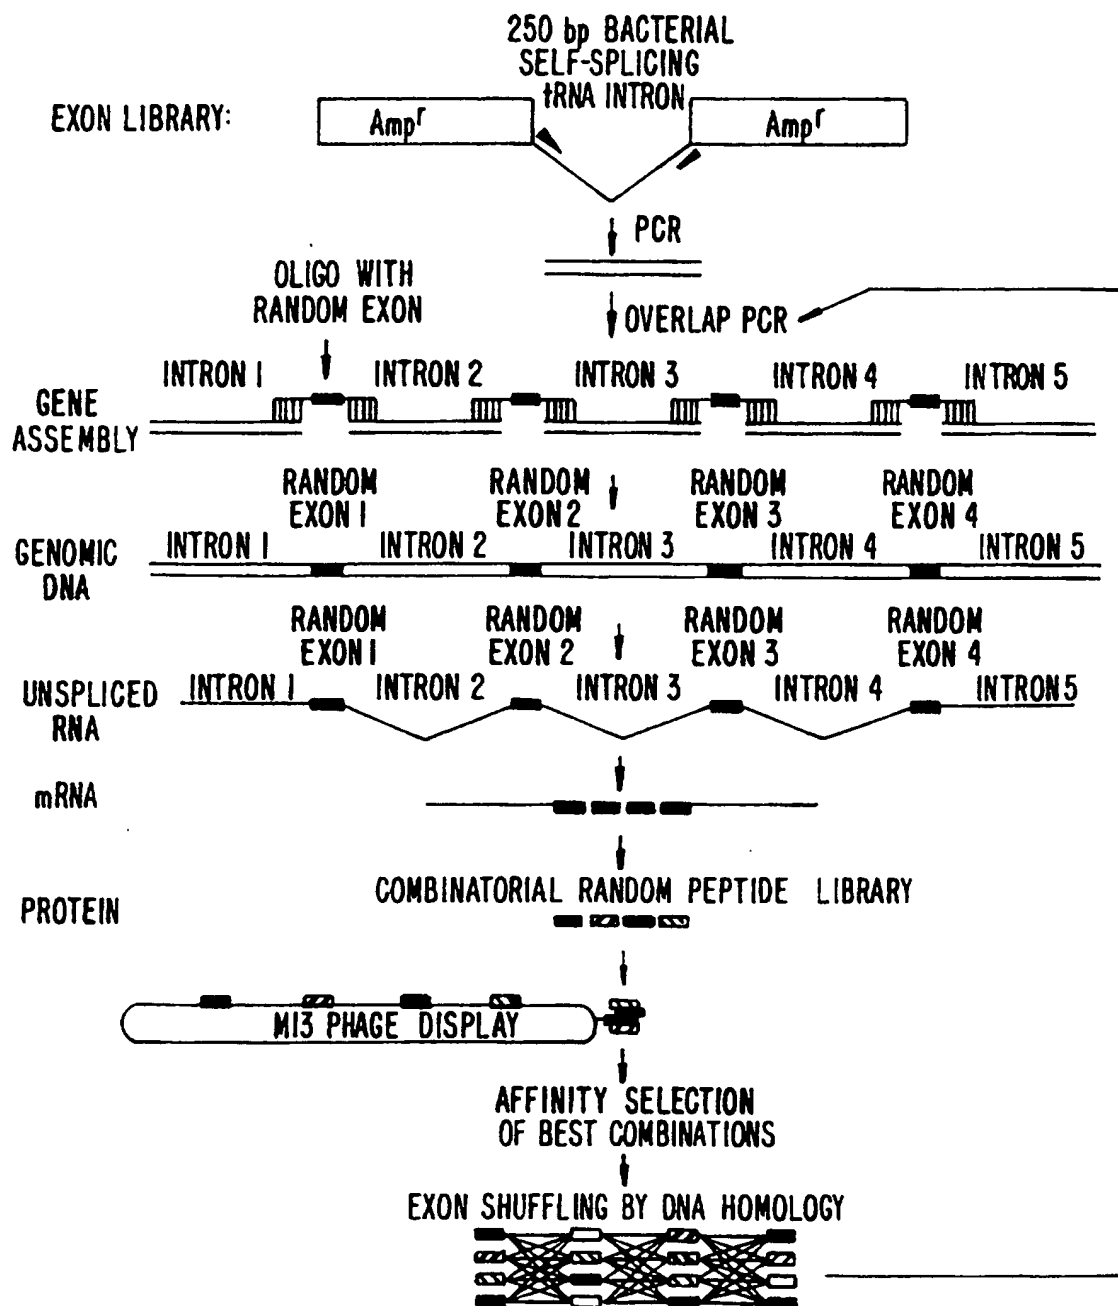 250 bp BACTERIAL
SELF-SPLICING
tRNA INTRON
EXON LIBRARY:
Ampr
Ampr
PCR
OLIGO WITH
RANDOM EXON
OVERLAP PCR
INTRON 1
INTRON 2
INTRON 3
INTRON 4
INTRON 5
GENE
ASSEMBLY
RANDOM
EXON 1
RANDOM
EXON 2
RANDOM
EXON 3
RANDOM
EXON 4
GENOMIC
DNA
INTRON 1
INTRON 2
INTRON 3
INTRON 4
INTRON 5
RANDOM
EXON 1
RANDOM
EXON 2
RANDOM
EXON 3
RANDOM
EXON 4
UNSPLICED
RNA
INTRON 1
INTRON 2
INTRON 3
INTRON 4
INTRON 5
mRNA
COMBINATORIAL RANDOM PEPTIDE LIBRARY
PROTEIN
M13 PHAGE DISPLAY
AFFINITY SELECTION
OF BEST COMBINATIONS
EXON SHUFFLING BY DNA HOMOLOGY